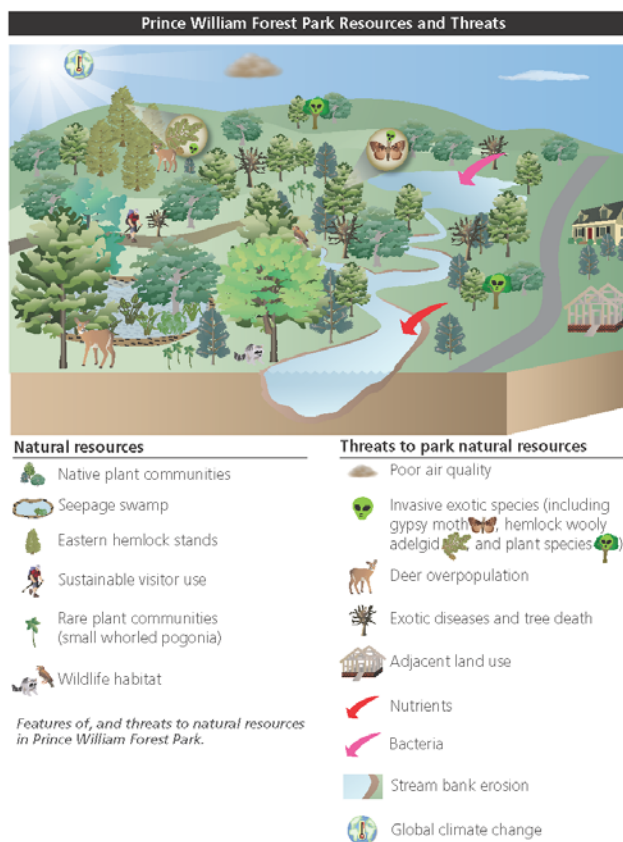 Prince William Forest Park Resources and Threats
Natural resources
Native plant communities
Seepage swamp
Eastern hemlock stands
Sustainable visitor use
Rare plant communities
(small whorled pogonia)
Wildlife habitat
Features of, and threats to natural resources
in Prince William Forest Park.
Threats to park natural resources
Poor air quality
Invasive exotic species (including
gypsy moth , hemlock wooly
adelgid , and plant species )
Deer overpopulation
Exotic diseases and tree death
Adjacent land use
Nutrients
Bacteria
Stream bank erosion
Global climate change